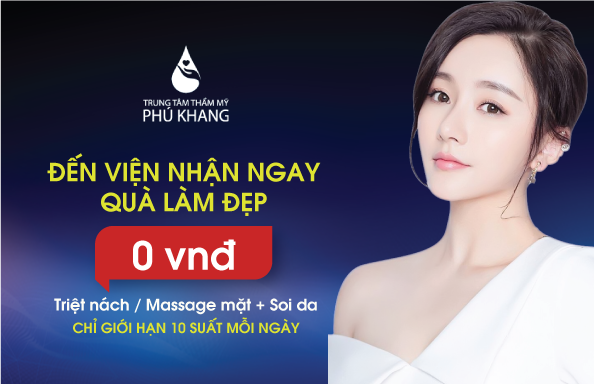 TRUNG TÂM THẨM MỸ
PHÚ KHANG
ĐẾN VIỆN NHẬN NGAY
QUÀ LÀM ĐẸP
0 vnđ
Triệt nách / Massage mặt + Soi da
CHỈ GIỚI HẠN 10 SUẤT MỖI NGÀY